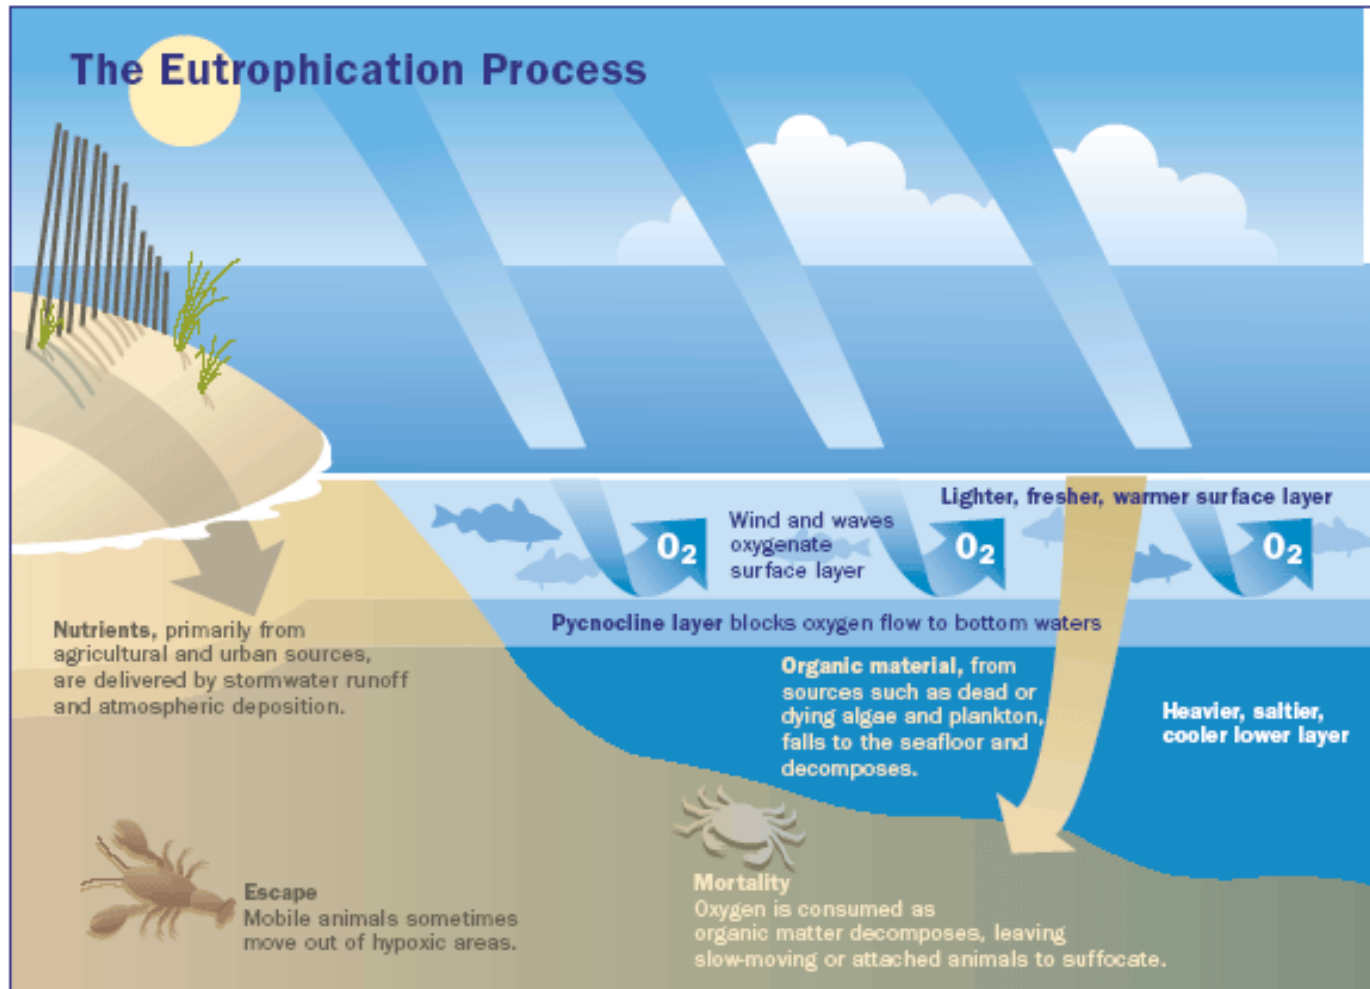 The Eutrophication Process
Lighter, fresher, warmer surface layer
Wind and waves
oxygenate
surface layer
O₂
O₂
O₂
Pycnocline layer blocks oxygen flow to bottom waters
Nutrients, primarily from
agricultural and urban sources,
are delivered by stormwater runoff
and atmospheric deposition.
Organic material, from
sources such as dead or
dying algae and plankton,
falls to the seafloor and
decomposes.
Heavier, saltier,
cooler lower layer
Escape
Mobile animals sometimes
move out of hypoxic areas.
Mortality
Oxygen is consumed as
organic matter decomposes, leaving
slow-moving or attached animals to suffocate.